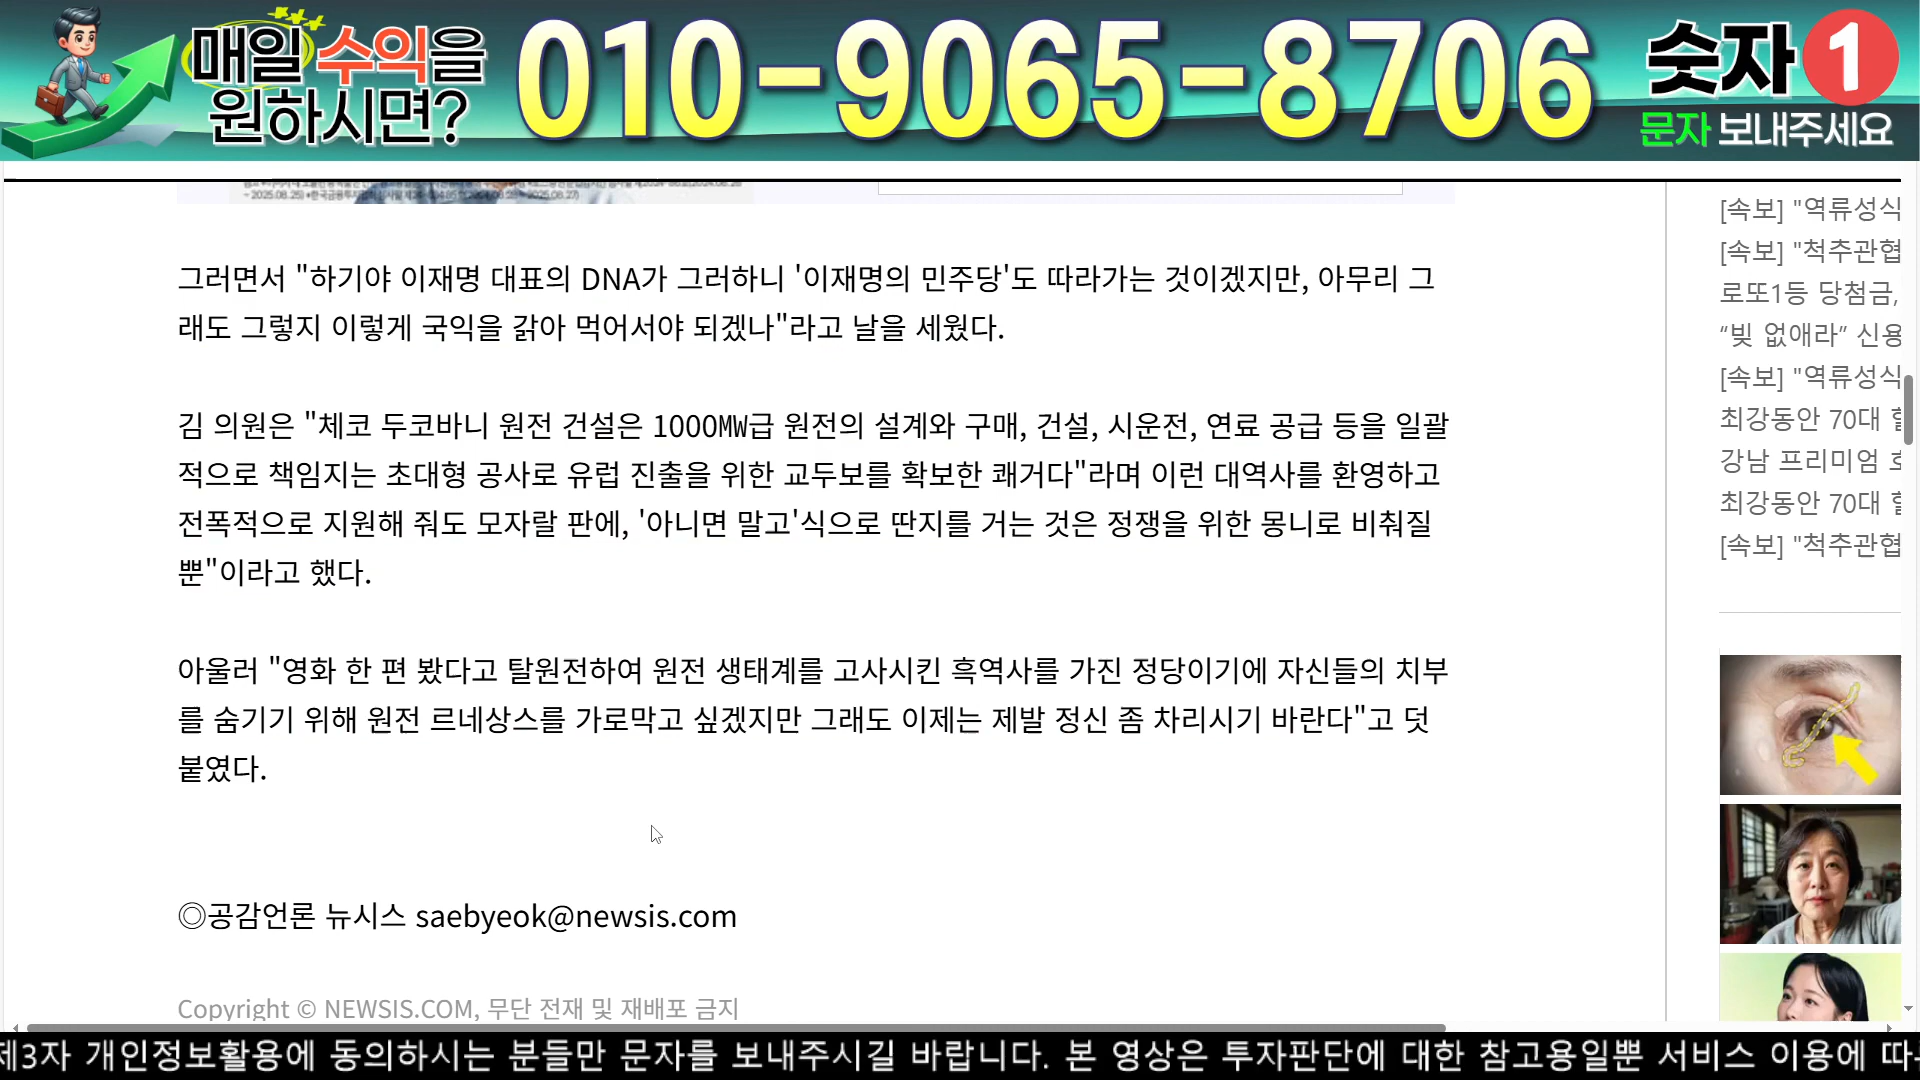 매일 수익을
원하시면?
010-9065-8706
숫자 1
문자 보내주세요
그러면서 "하기야 이재명 대표의 DNA가 그러하니 '이재명의 민주당'도 따라가는 것이겠지만, 아무리 그
래도 그렇지 이렇게 국익을 갉아 먹어서야 되겠나"라고 날을 세웠다.
김 의원은 "체코 두코바니 원전 건설은 1000㎿급 원전의 설계와 구매, 건설, 시운전, 연료 공급 등을 일괄
적으로 책임지는 초대형 공사로 유럽 진출을 위한 교두보를 확보한 쾌거다"라며 이런 대역사를 환영하고
전폭적으로 지원해 줘도 모자랄 판에, '아니면 말고'식으로 딴지를 거는 것은 정쟁을 위한 몽니로 비춰질
뿐"이라고 했다.
아울러 "영화 한 편 봤다고 탈원전하여 원전 생태계를 고사시킨 흑역사를 가진 정당이기에 자신들의 치부
를 숨기기 위해 원전 르네상스를 가로막고 싶겠지만 그래도 이제는 제발 정신 좀 차리시기 바란다"고 덧
붙였다.
◎공감언론 뉴시스 saebyeok@newsis.com
Copyright © NEWSIS.COM, 무단 전재 및 재배포 금지
[속보] "역류성식
[속보] "척추관협
로또1등 당첨금,
“빚 없애라” 신용
[속보] "역류성식
최강동안 70대
강남 프리미엄
최강동안 70대
[속보] "척추관협
제3자 개인정보활용에 동의하시는 분들만 문자를 보내주시길 바랍니다. 본 영상은 투자판단에 대한 참고용일뿐 서비스 이용에